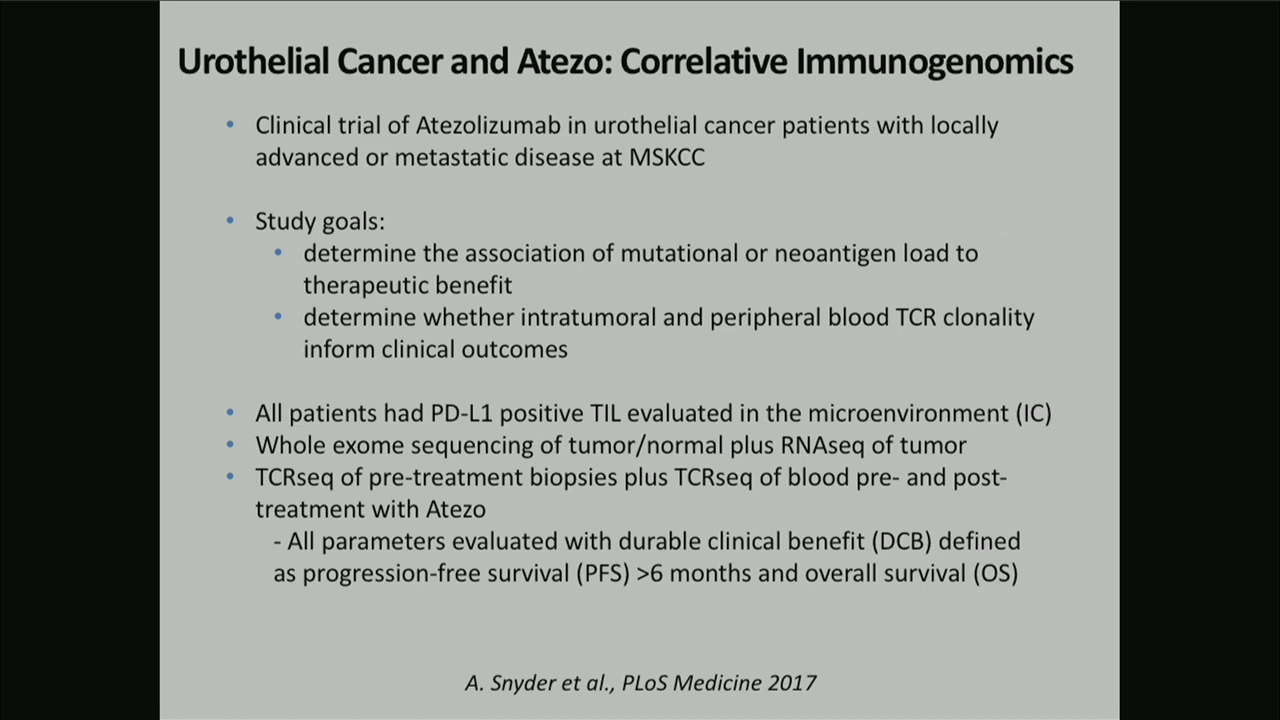 Urothelial Cancer and Atezo: Correlative Immunogenomics
• Clinical trial of Atezolizumab in urothelial cancer patients with locally
advanced or metastatic disease at MSKCC
• Study goals:
• determine the association of mutational or neoantigen load to
therapeutic benefit
• determine whether intratumoral and peripheral blood TCR clonality
inform clinical outcomes
• All patients had PD-L1 positive TIL evaluated in the microenvironment (IC)
• Whole exome sequencing of tumor/normal plus RNAseq of tumor
• TCRseq of pre-treatment biopsies plus TCRseq of blood pre- and post-
treatment with Atezo
- All parameters evaluated with durable clinical benefit (DCB) defined
as progression-free survival (PFS) >6 months and overall survival (OS)
A. Snyder et al., PLoS Medicine 2017